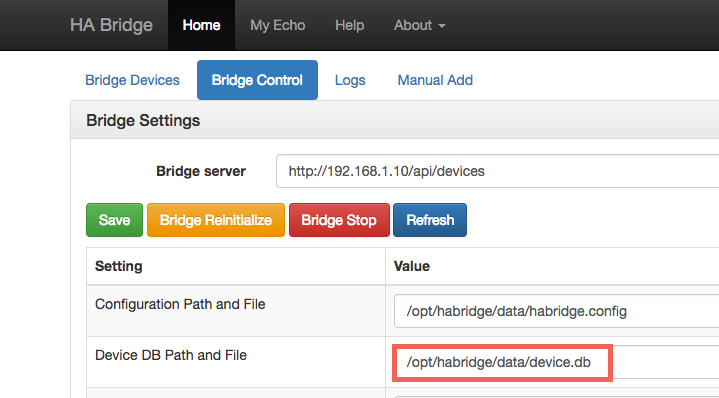 HA Bridge Home My Echo Help About
Bridge Devices Bridge Control Logs Manual Add
Bridge Settings
Bridge server http://192.168.1.10/api/devices
Save Bridge Reinitialize Bridge Stop Refresh
Setting Value
Configuration Path and File /opt/habridge/data/habridge.config
Device DB Path and File /opt/habridge/data/device.db